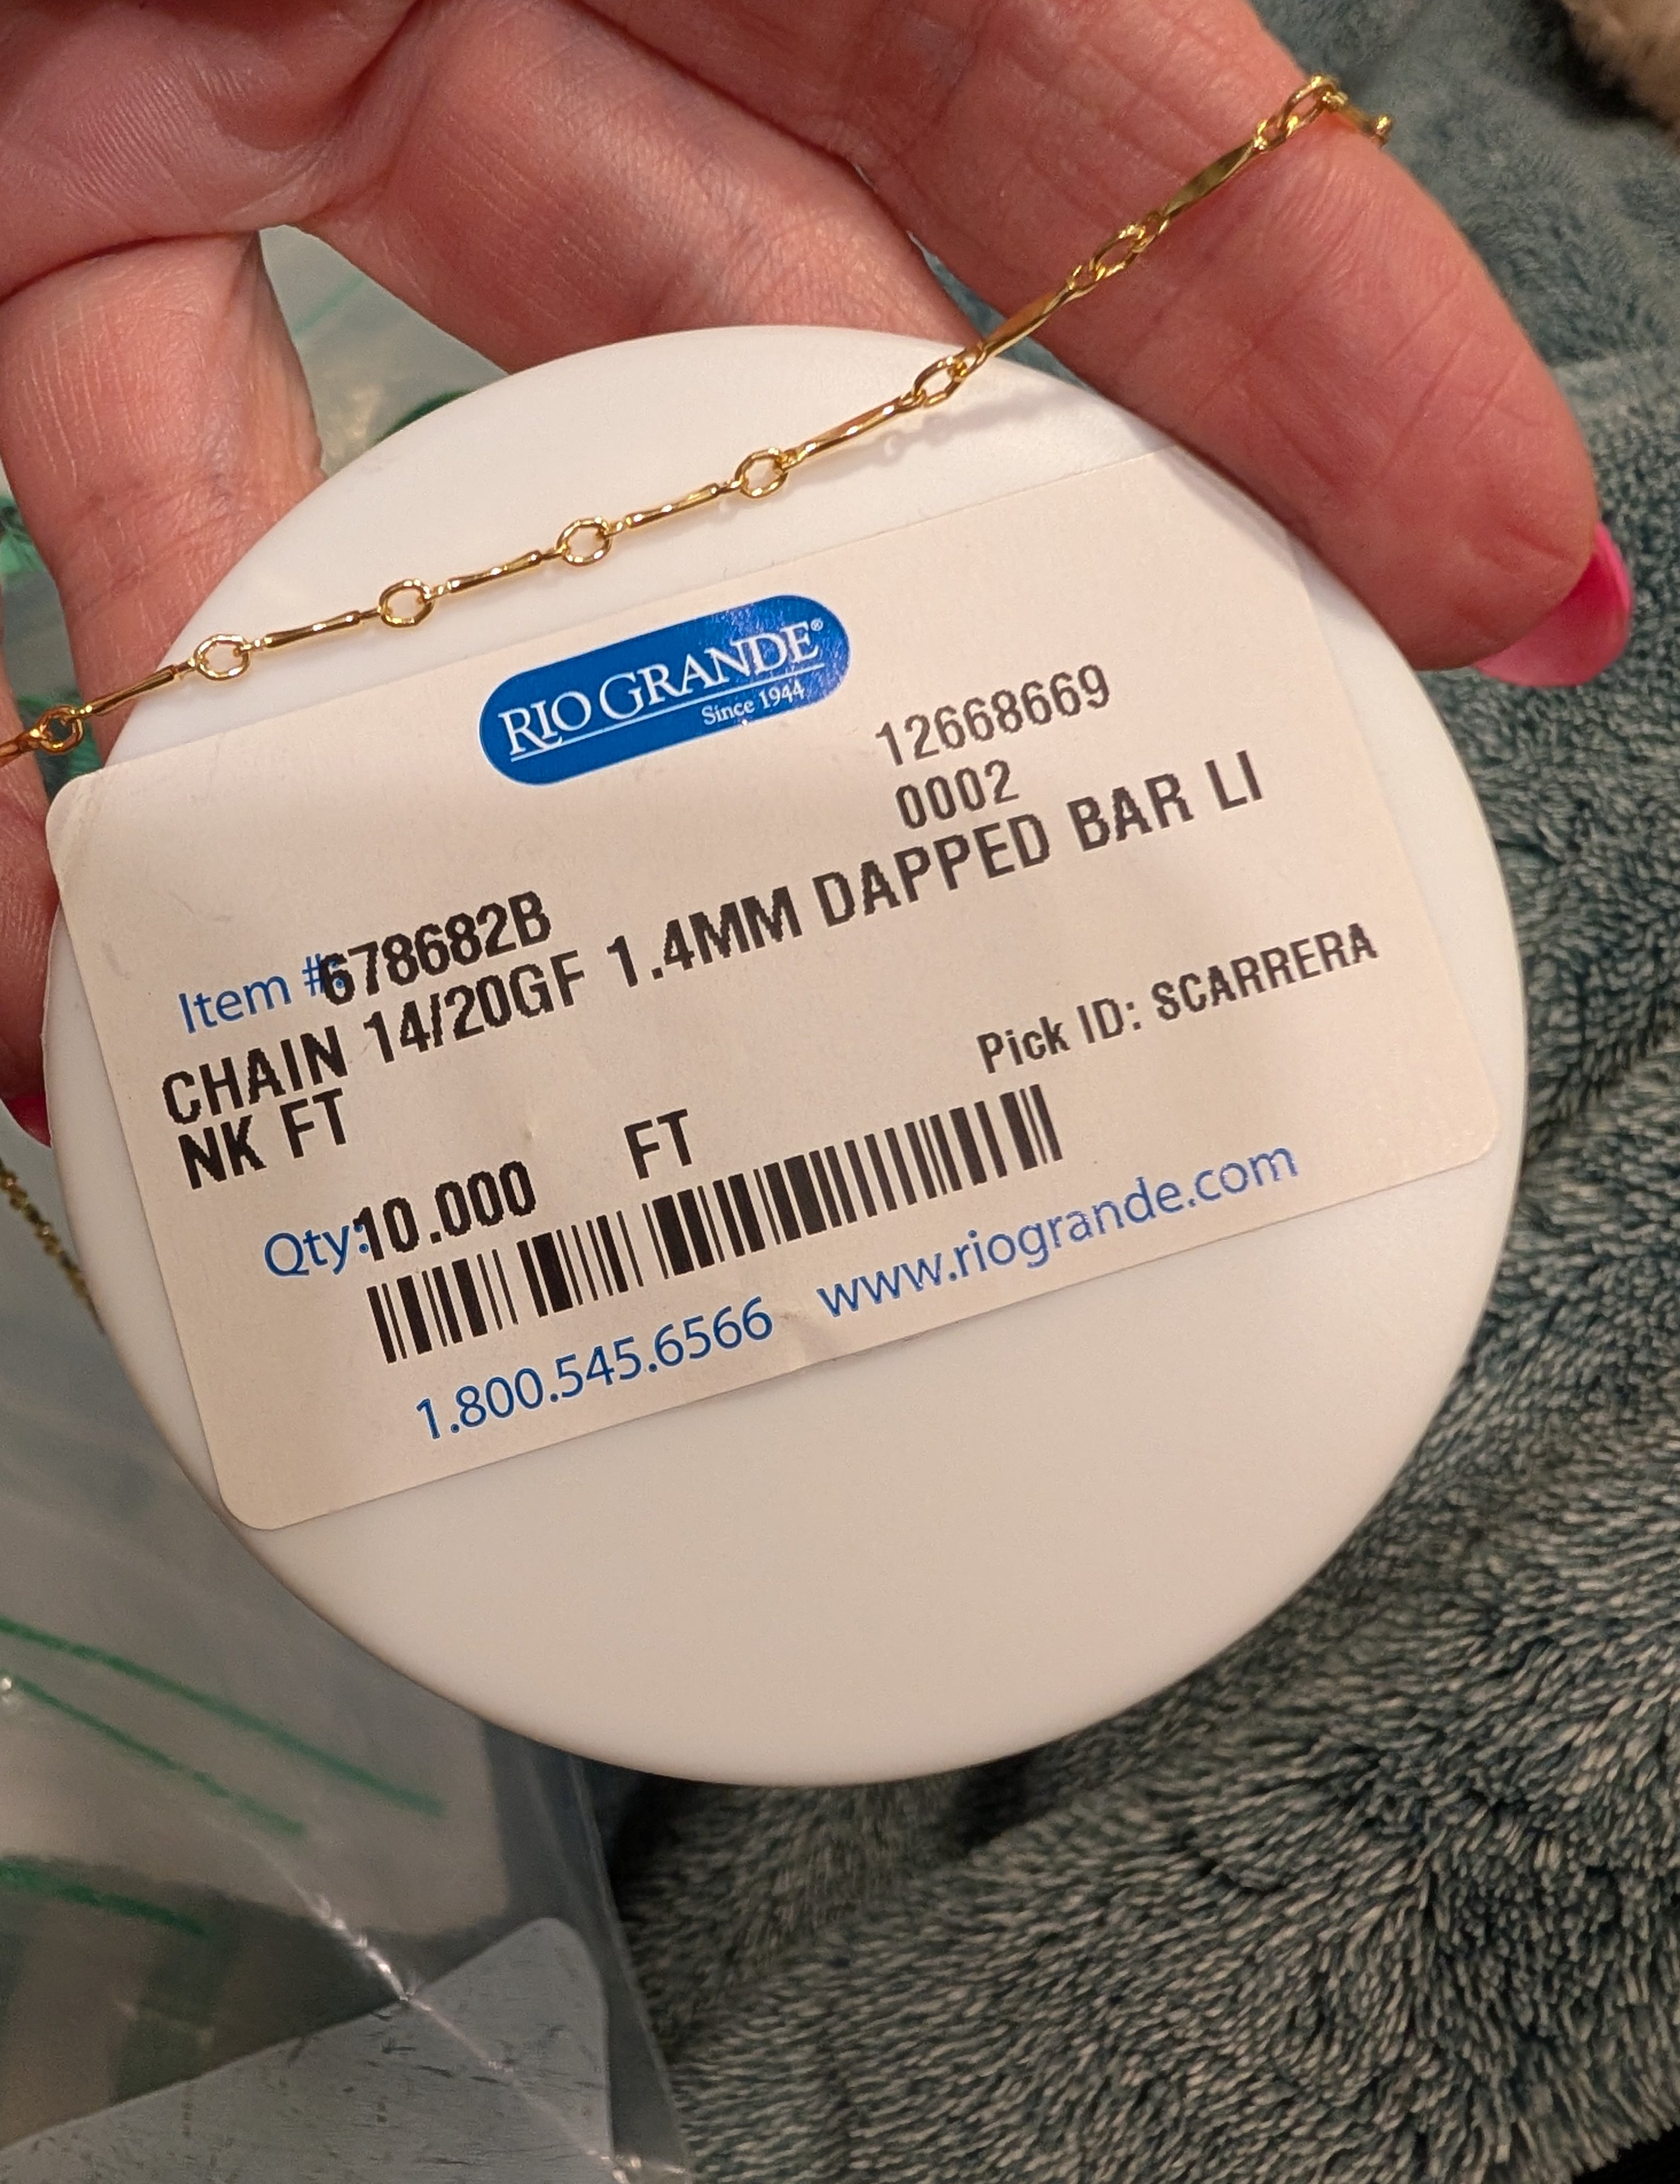 RIO GRANDE®
Since 1944
12668669
0002
Item #: 678682B
CHAIN 14/20GF 1.4MM DAPPED BAR LI
NK FT
Pick ID: SCARRERA
Qty: 10.000 FT
1.800.545.6566 www.riogrande.com